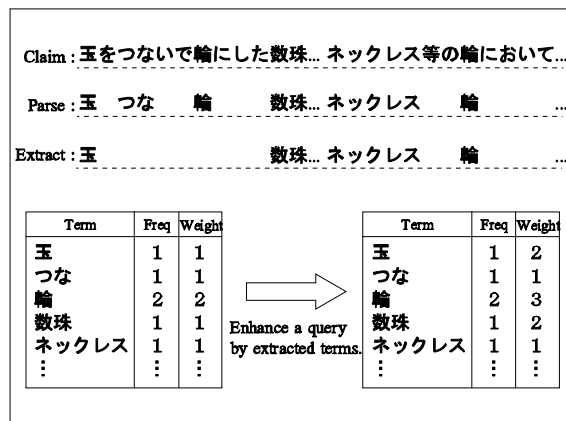 Claim : 玉をつないで輪にした数珠... ネックレス等の輪において...
Parse : 玉 つな 輪 数珠... ネックレス 輪 ...
Extract : 玉 数珠... ネックレス 輪 ...
Term Freq Weight
玉 1 1
つな 1 1
輪 2 2
数珠 1 1
ネックレス 1 1
⋮ ⋮ ⋮
Enhance a query
by extracted terms.
Term Freq Weight
玉 1 2
つな 1 1
輪 2 3
数珠 1 2
ネックレス 1 1
⋮ ⋮ ⋮